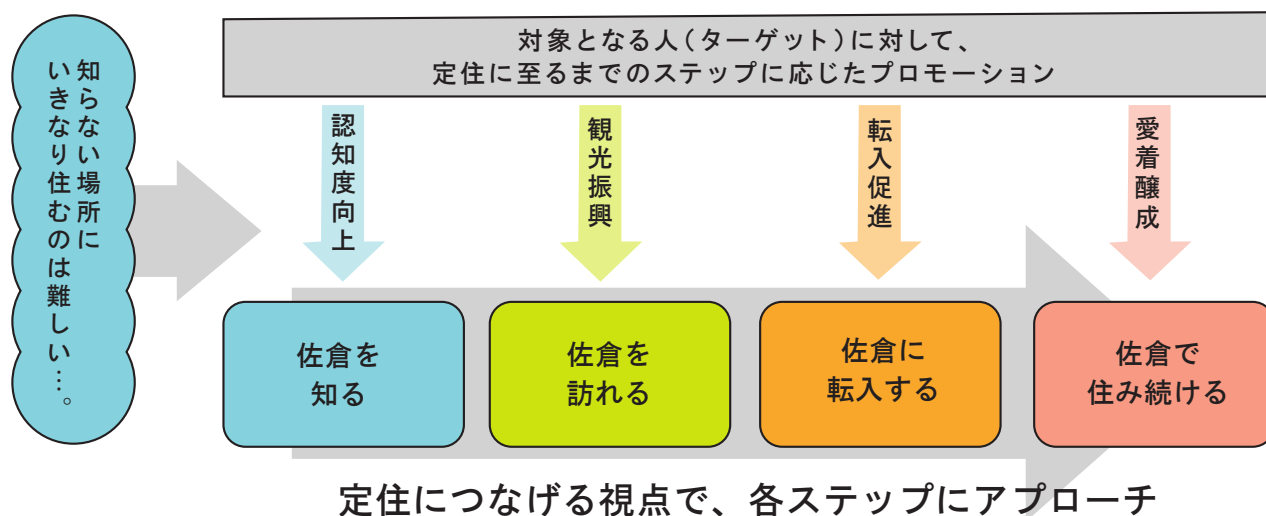 知らない場所に
いきなり住むのは難しい…。
対象となる人（ターゲット）に対して、
定住に至るまでのステップに応じたプロモーション
認知度向上
観光振興
転入促進
愛着醸成
佐倉を
知る
佐倉を
訪れる
佐倉に
転入する
佐倉で
住み続ける
定住につなげる視点で、各ステップにアプローチ